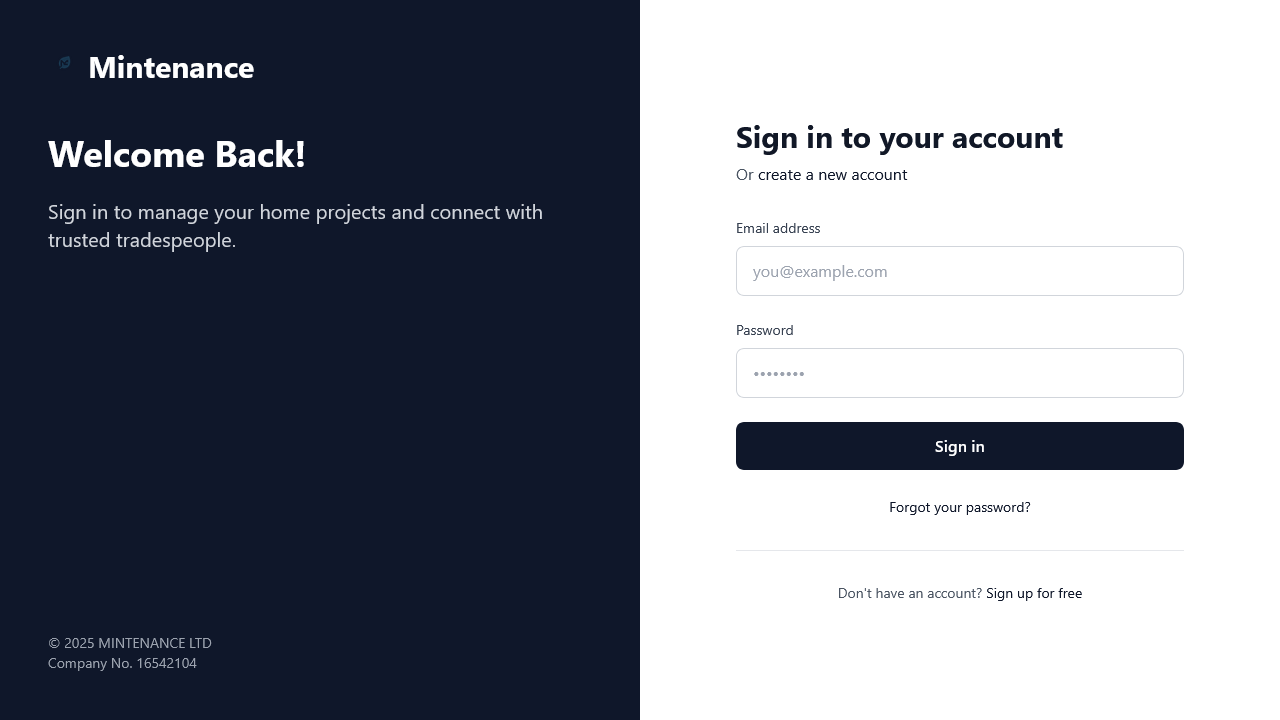 Mintenance
Welcome Back!
Sign in to manage your home projects and connect with
trusted tradespeople.
© 2025 MINTENANCE LTD
Company No. 16542104
Sign in to your account
Or create a new account
Email address
you@example.com
Password
••••••••
Sign in
Forgot your password?
Don't have an account? Sign up for free